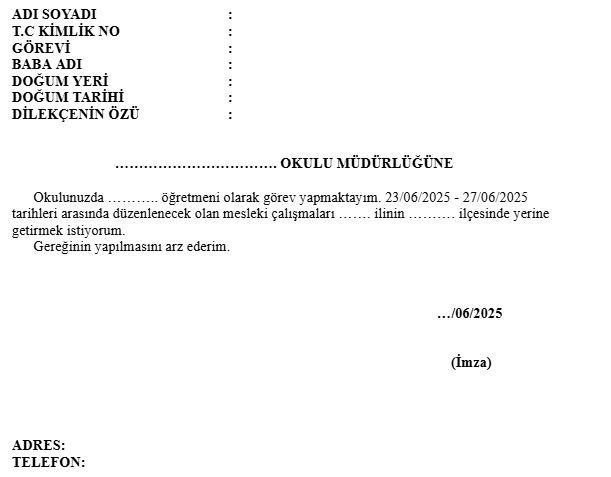 ADI SOYADI :
T.C KİMLİK NO :
GÖREVİ :
BABA ADI :
DOĞUM YERİ :
DOĞUM TARİHİ :
DİLEKÇENİN ÖZÜ :
……………………………. OKULU MÜDÜRLÜĞÜNE
Okulunuzda ……….. öğretmeni olarak görev yapmaktayım. 23/06/2025 - 27/06/2025
tarihleri arasında düzenlenecek olan mesleki çalışmaları ……. ilinin ………. ilçesinde yerine
getirmek istiyorum.
Gereğinin yapılmasını arz ederim.
…/06/2025
(İmza)
ADRES:
TELEFON: